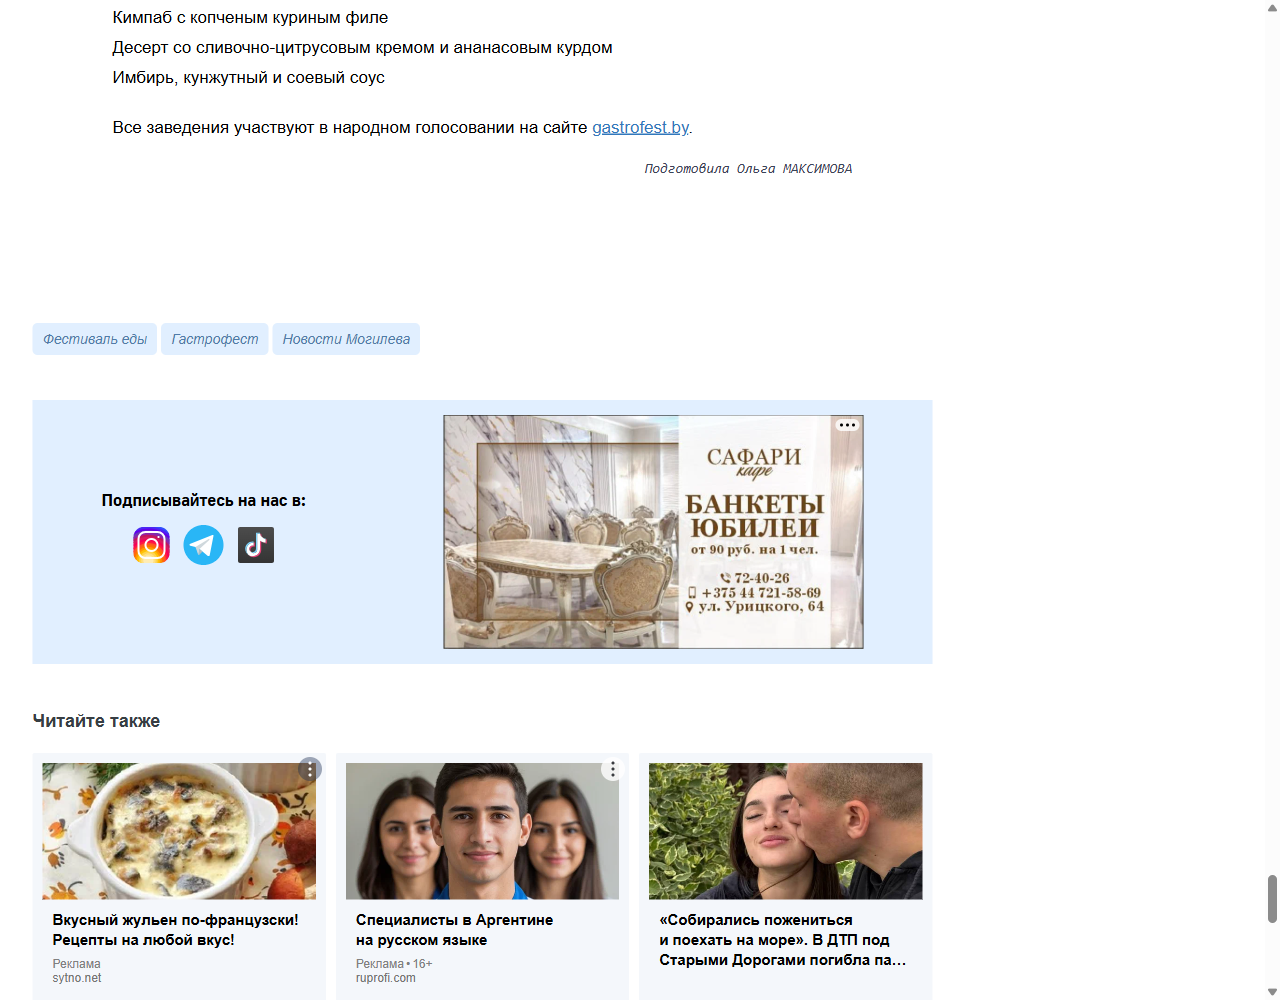 Кимпаб с копченым куриным филе
Десерт со сливочно-цитрусовым кремом и ананасовым курдом
Имбирь, кунжутный и соевый соус
Все заведения участвуют в народном голосовании на сайте gastrofest.by.
Подготовила Ольга МАКСИМОВА
Фестиваль еды
Гастрофест
Новости Могилева
Подписывайтесь на нас в:
САФАРИ
кафе
БАНКЕТЫ
ЮБИЛЕИ
от 90 руб. на 1 чел.
72-40-26
+375 44 721-58-69
ул. Урицкого, 64
Читайте также
Вкусный жульен по-французски!
Рецепты на любой вкус!
Реклама
sytno.net
Специалисты в Аргентине
на русском языке
Реклама • 16+
ruprofi.com
«Собирались пожениться
и поехать на море». В ДТП под
Старыми Дорогами погибла па…